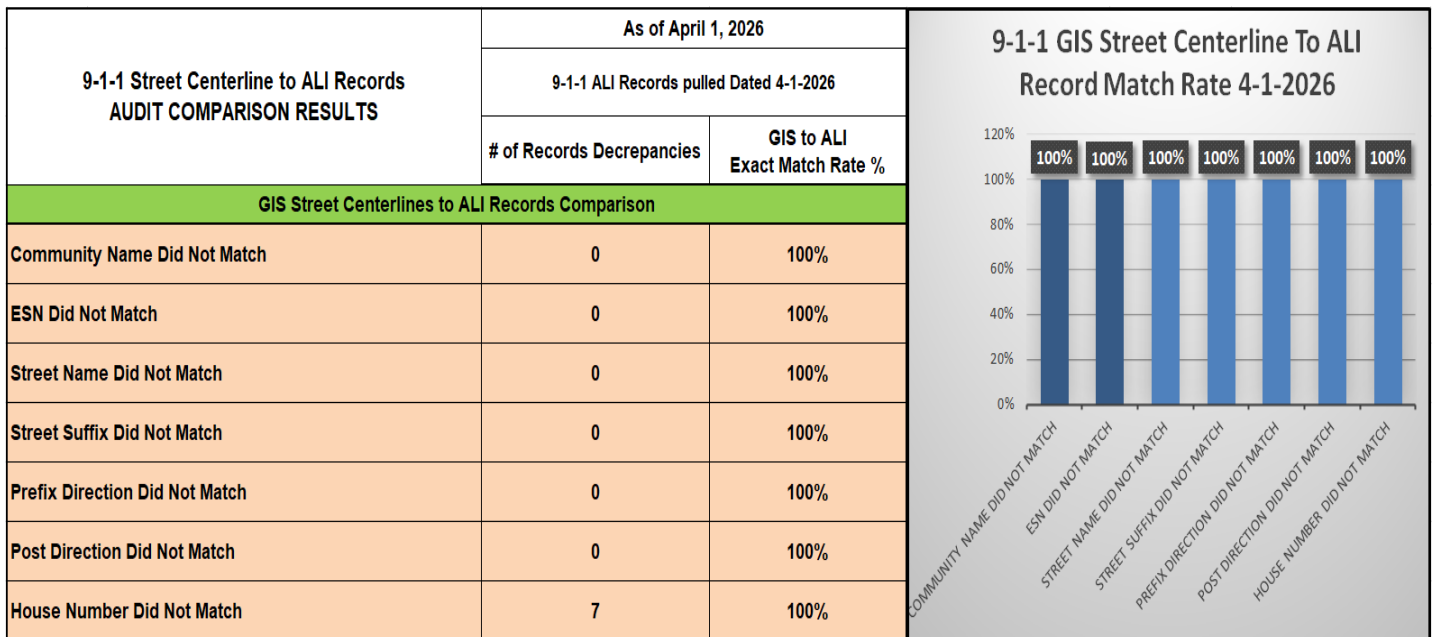 9-1-1 Street Centerline to ALI Records
AUDIT COMPARISON RESULTS
As of April 1, 2026
9-1-1 ALI Records pulled Dated 4-1-2026
# of Records Decrepancies
GIS to ALI
Exact Match Rate %
GIS Street Centerlines to ALI Records Comparison
Community Name Did Not Match 0 100%
ESN Did Not Match 0 100%
Street Name Did Not Match 0 100%
Street Suffix Did Not Match 0 100%
Prefix Direction Did Not Match 0 100%
Post Direction Did Not Match 0 100%
House Number Did Not Match 7 100%
9-1-1 GIS Street Centerline To ALI
Record Match Rate 4-1-2026
120%
100%
80%
60%
40%
20%
0%
100% 100% 100% 100% 100% 100% 100%
COMMUNITY NAME DID NOT MATCH
ESN DID NOT MATCH
STREET NAME DID NOT MATCH
STREET SUFFIX DID NOT MATCH
PREFIX DIRECTION DID NOT MATCH
POST DIRECTION DID NOT MATCH
HOUSE NUMBER DID NOT MATCH